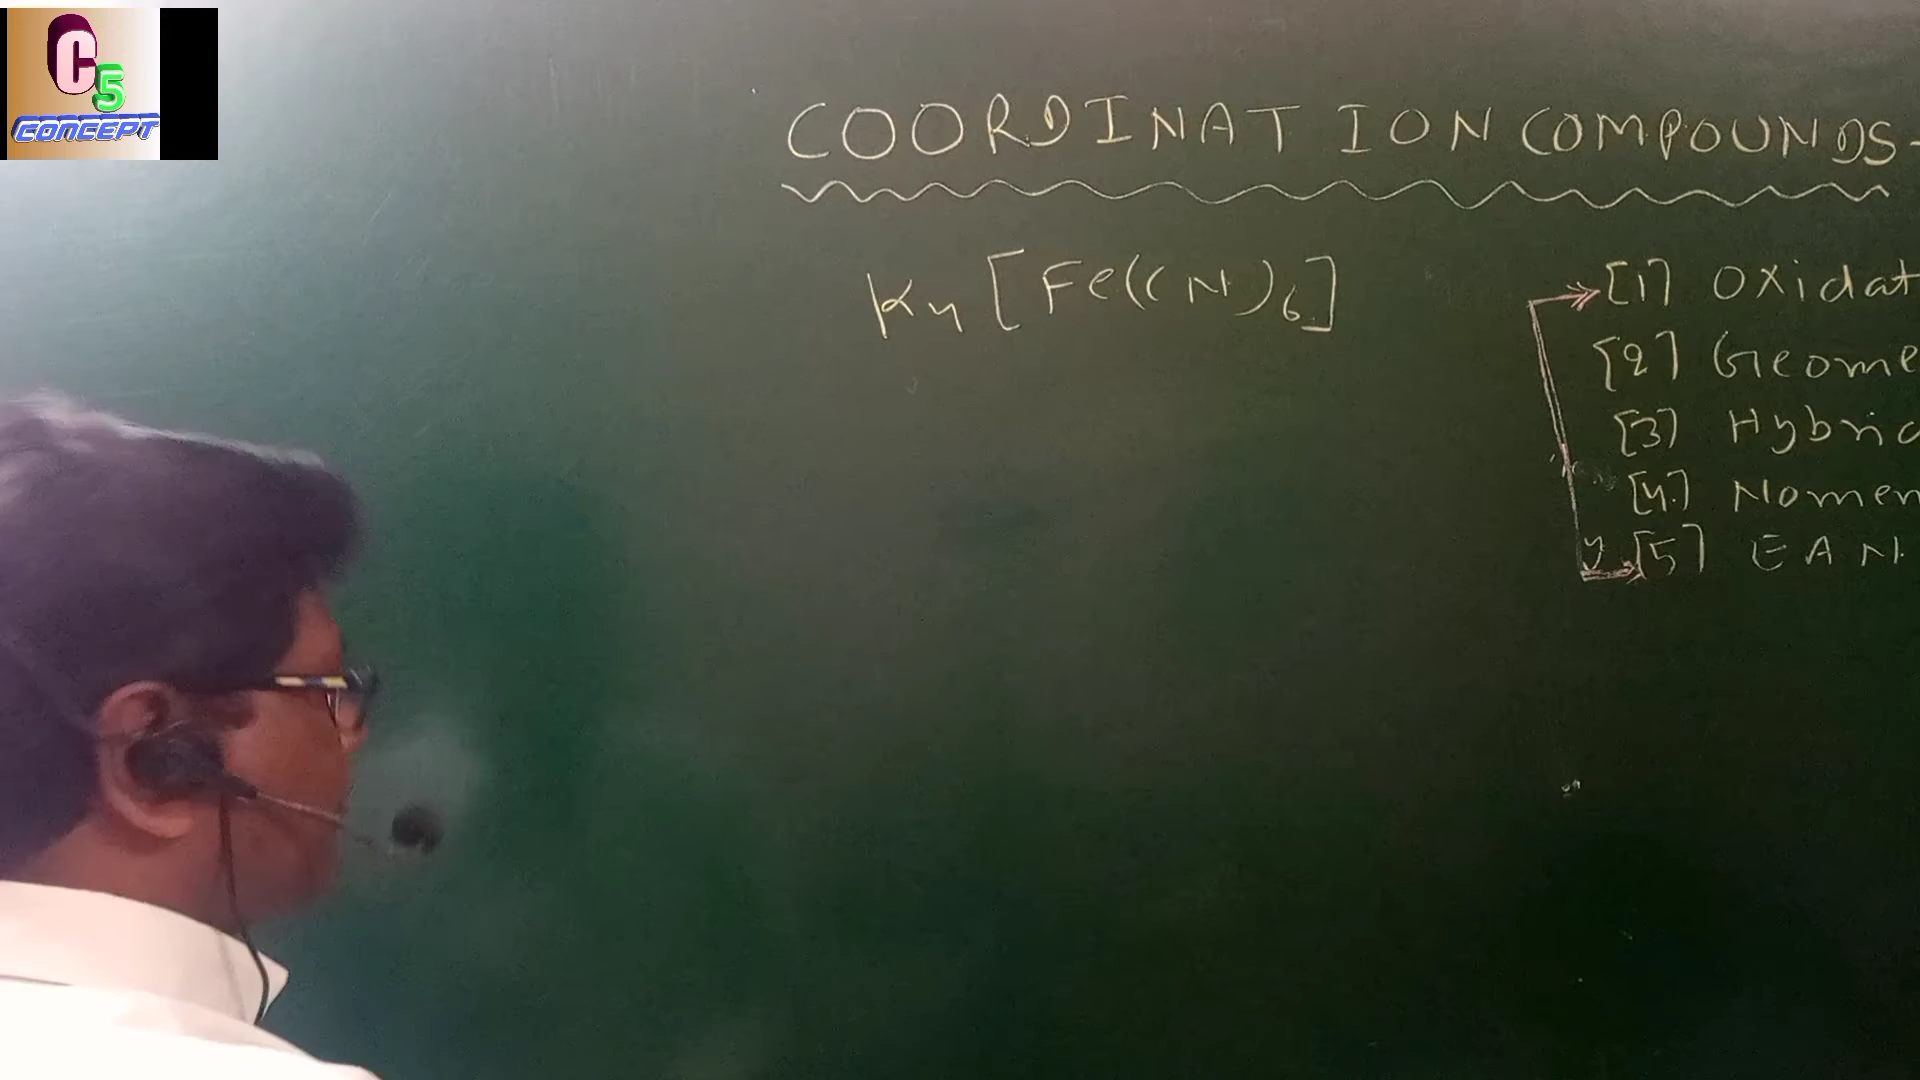 C5
CONCEPT
COORDINATION COMPOUNDS-
K4[Fe(CN)6]
[1] Oxidat
[2] Geome
[3] Hybrid
[4.] Nomen
[5] EAN.